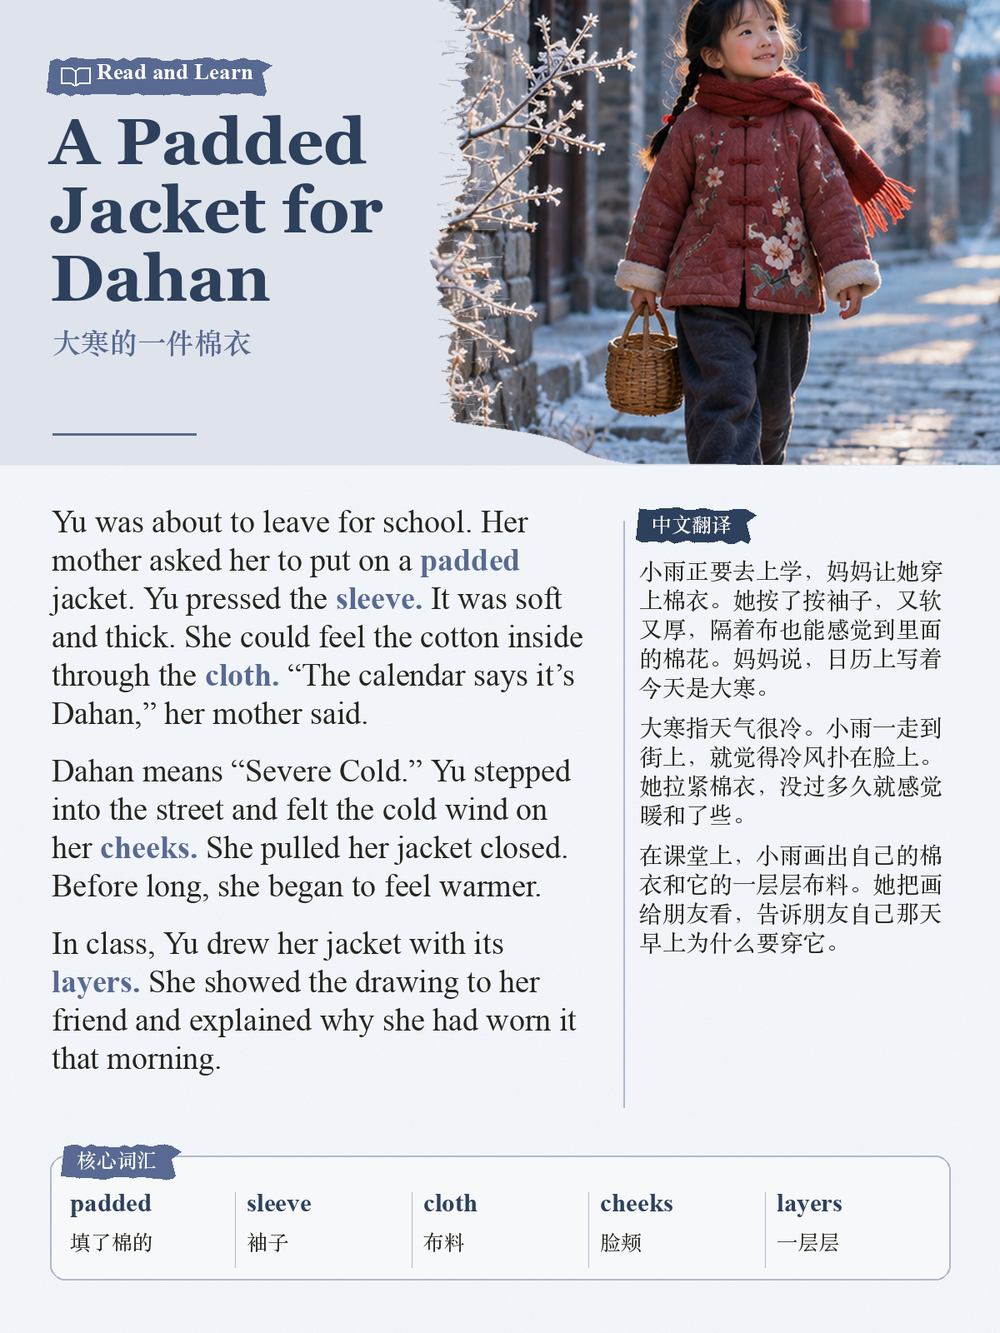 Read and Learn
A Padded
Jacket for
Dahan
大寒的一件棉衣
Yu was about to leave for school. Her
mother asked her to put on a padded
jacket. Yu pressed the sleeve. It was soft
and thick. She could feel the cotton inside
through the cloth. “The calendar says it’s
Dahan,” her mother said.
Dahan means “Severe Cold.” Yu stepped
into the street and felt the cold wind on
her cheeks. She pulled her jacket closed.
Before long, she began to feel warmer.
In class, Yu drew her jacket with its
layers. She showed the drawing to her
friend and explained why she had worn it
that morning.
中文翻译
小雨正要去上学，妈妈让她穿
上棉衣。她按了按袖子，又软
又厚，隔着布也能感觉到里面
的棉花。妈妈说，日历上写着
今天是大寒。
大寒指天气很冷。小雨一走到
街上，就觉得冷风扑在脸上。
她拉紧棉衣，没过多久就感觉
暖和了些。
在课堂上，小雨画出自己的棉
衣和它的一层层布料。她把画
给朋友看，告诉朋友自己那天
早上为什么要穿它。
核心词汇
padded
填了棉的
sleeve
袖子
cloth
布料
cheeks
脸颊
layers
一层层